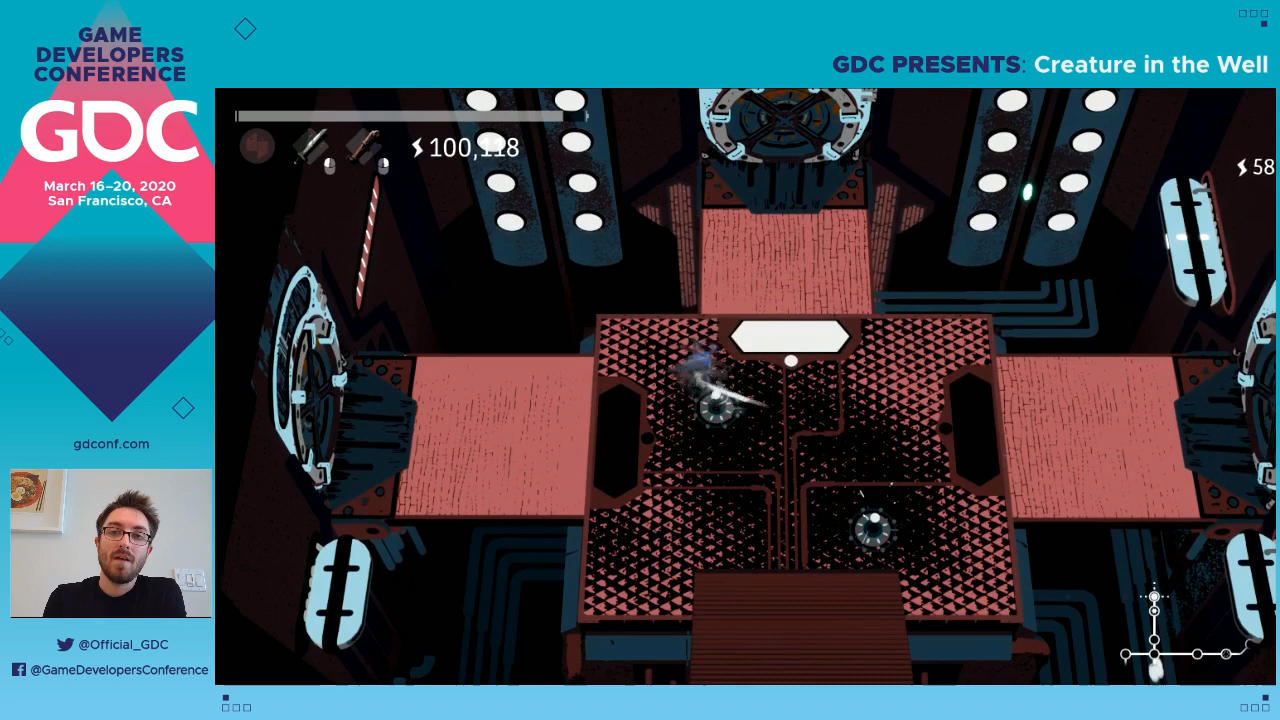 GAME
DEVELOPERS
CONFERENCE
GDC
March 16–20, 2020
San Francisco, CA
gdconf.com
@Official_GDC
@GameDevelopersConference
GDC PRESENTS: Creature in the Well
100,118
58